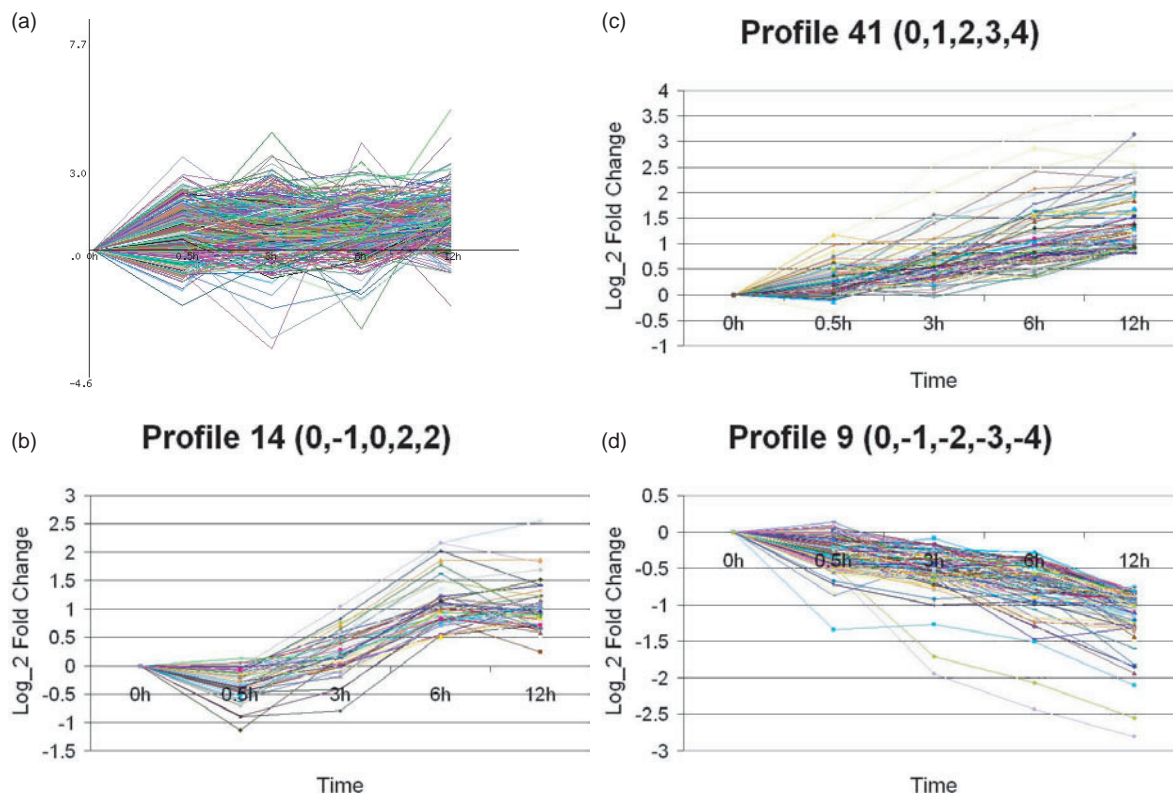 (a)
7.7
3.0
.0 0h 0.5h 3h 6h 12h
-4.6
(b)
Profile 14 (0,-1,0,2,2)
Log_2 Fold Change
3
2.5
2
1.5
1
0.5
0
-0.5
-1
-1.5
0h 0.5h 3h 6h 12h
Time
(c)
Profile 41 (0,1,2,3,4)
Log_2 Fold Change
4
3.5
3
2.5
2
1.5
1
0.5
0
-0.5
-1
0h 0.5h 3h 6h 12h
Time
(d)
Profile 9 (0,-1,-2,-3,-4)
Log_2 Fold Change
0.5
0
-0.5
-1
-1.5
-2
-2.5
-3
0h 0.5h 3h 6h 12h
Time